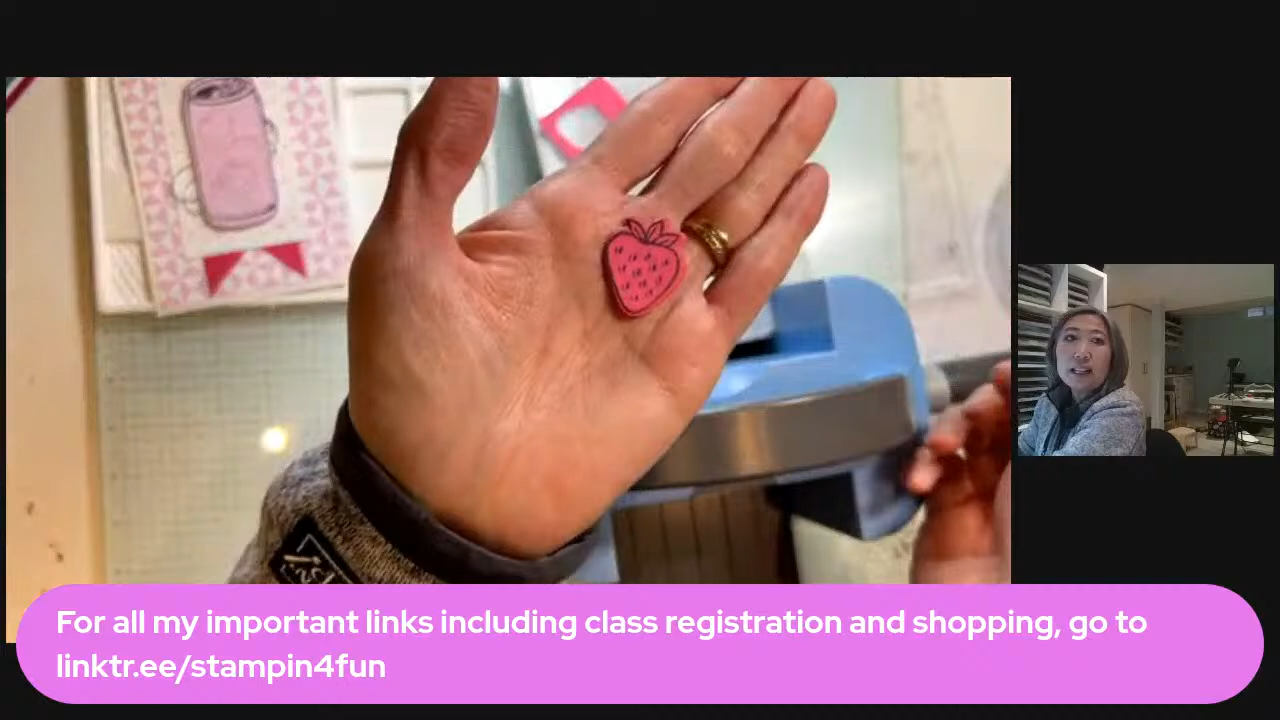 For all my important links including class registration and shopping, go to
linktr.ee/stampin4fun